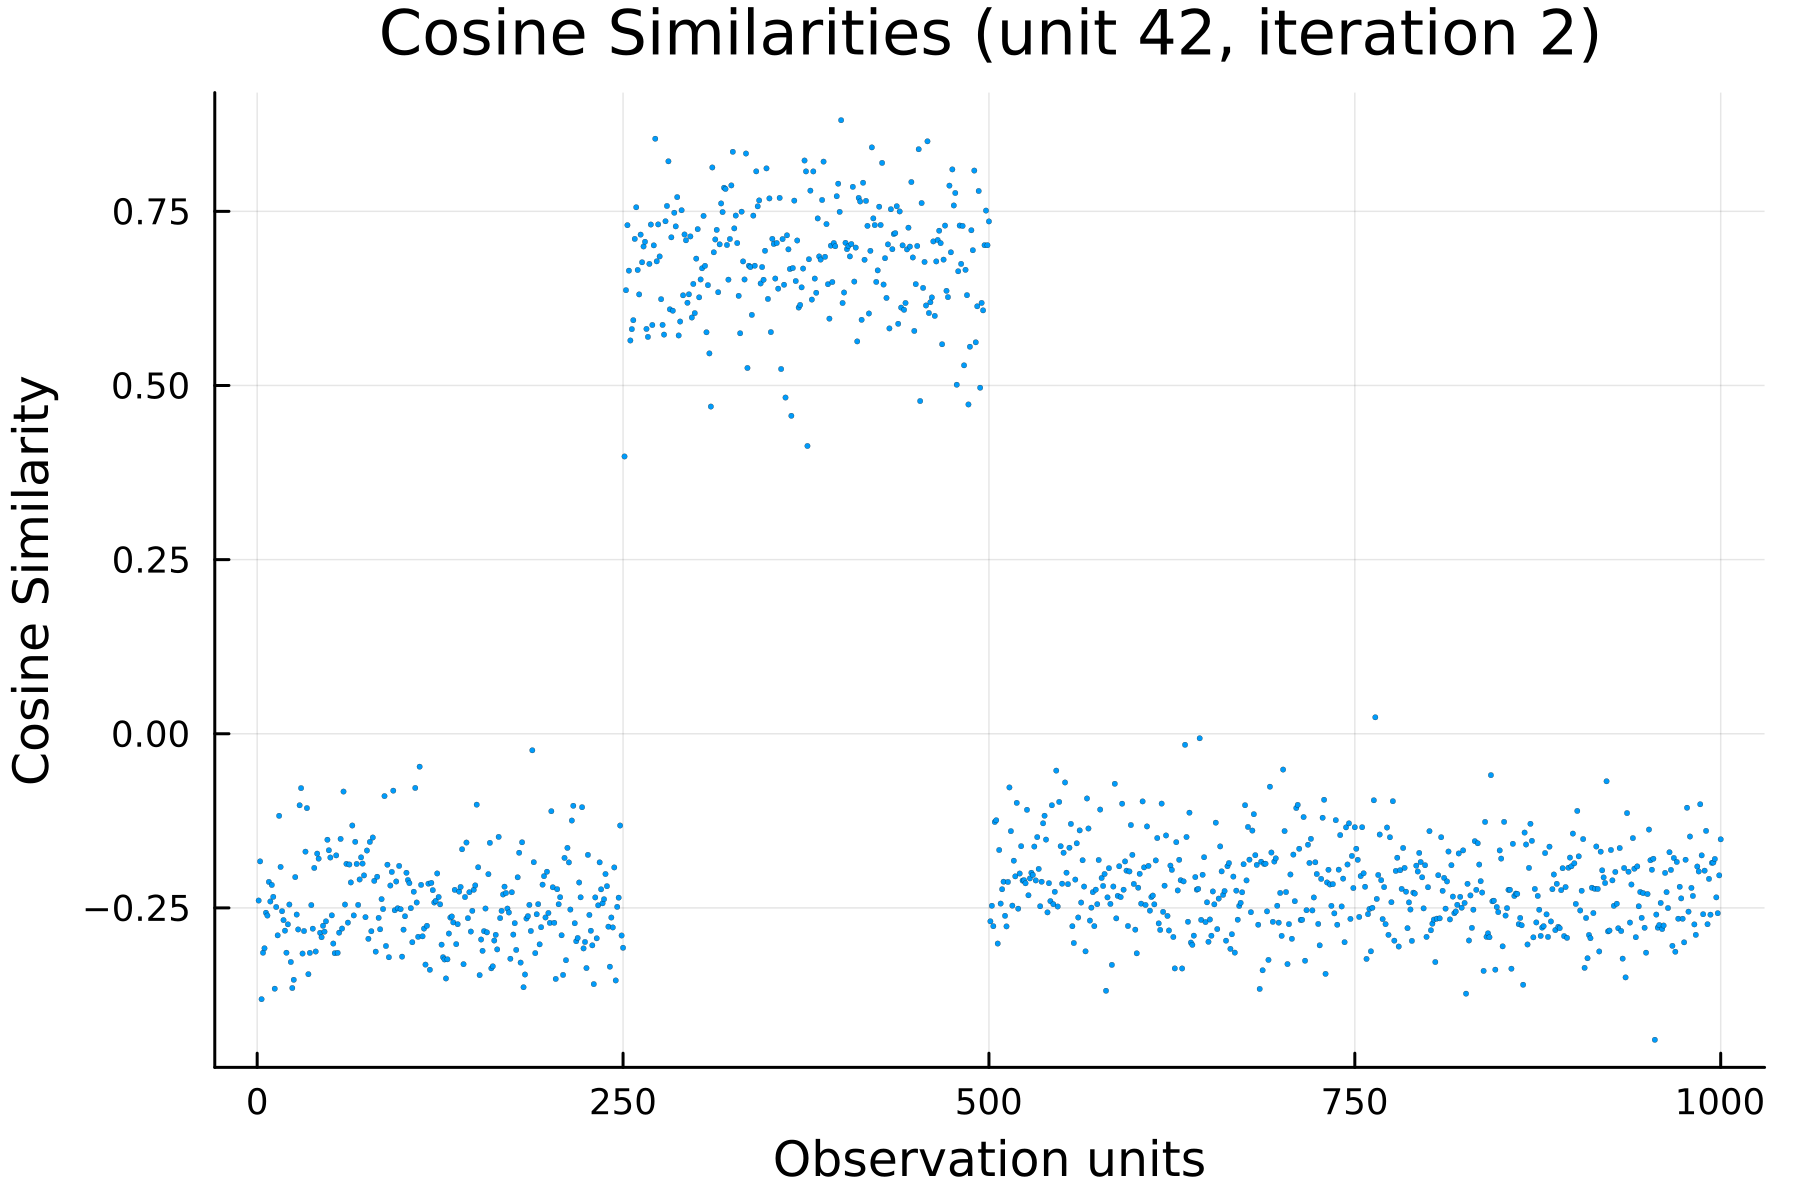 Cosine Similarities (unit 42, iteration 2)
Cosine Similarity
0.75
0.50
0.25
0.00
−0.25
0 250 500 750 1000
Observation units